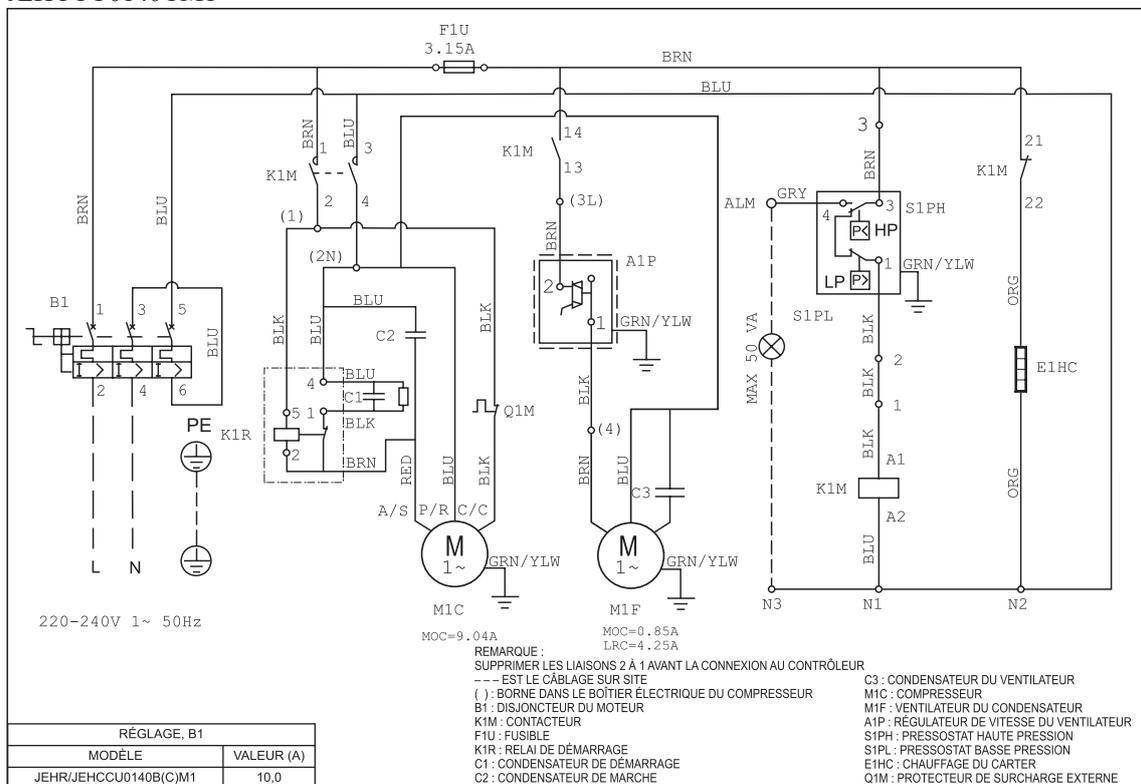 F1U
3.15A
BRN
BLU
BRN
BLU
1
3
K1M
2
4
(1)
(2N)
14
K1M
13
(3L)
BRN
3
BRN
21
K1M
22
ALM
GRY
4
3
S1PH
P<
HP
LP
P>
1
GRN/YLW
S1PL
BRN
BLU
B1
1
3
5
BLU
2
4
6
BLK
BLU
BLU
C2
BLK
A1P
2
1
GRN/YLW
MAX 50 VA
BLK
2
BLK
1
BLK
ORG
E1HC
PE
K1R
4
BLU
C1
5
1
BLK
2
BRN
RED
BLU
BLK
Q1M
BLK
(4)
BRN
BLU
C3
A1
K1M
A2
BLU
ORG
A/S
P/R
C/C
M
1~
GRN/YLW
M
1~
GRN/YLW
L
N
N3
N1
N2
220-240V 1~ 50Hz
M1C
MOC=9.04A
M1F
MOC=0.85A
LRC=4.25A
REMARQUE :
SUPPRIMER LES LIAISONS 2 À 1 AVANT LA CONNEXION AU CONTRÔLEUR
--- EST LE CÂBLAGE SUR SITE
( ) : BORNE DANS LE BOÎTIER ÉLECTRIQUE DU COMPRESSEUR
B1 : DISJONCTEUR DU MOTEUR
K1M : CONTACTEUR
F1U : FUSIBLE
K1R : RELAI DE DÉMARRAGE
C1 : CONDENSATEUR DE DÉMARRAGE
C2 : CONDENSATEUR DE MARCHE
C3 : CONDENSATEUR DU VENTILATEUR
M1C : COMPRESSEUR
M1F : VENTILATEUR DU CONDENSATEUR
A1P : RÉGULATEUR DE VITESSE DU VENTILATEUR
S1PH : PRESSOSTAT HAUTE PRESSION
S1PL : PRESSOSTAT BASSE PRESSION
E1HC : CHAUFFAGE DU CARTER
Q1M : PROTECTEUR DE SURCHARGE EXTERNE
RÉGLAGE, B1
MODÈLE VALEUR (A)
JEHR/JEHCCU0140B(C)M1 10,0